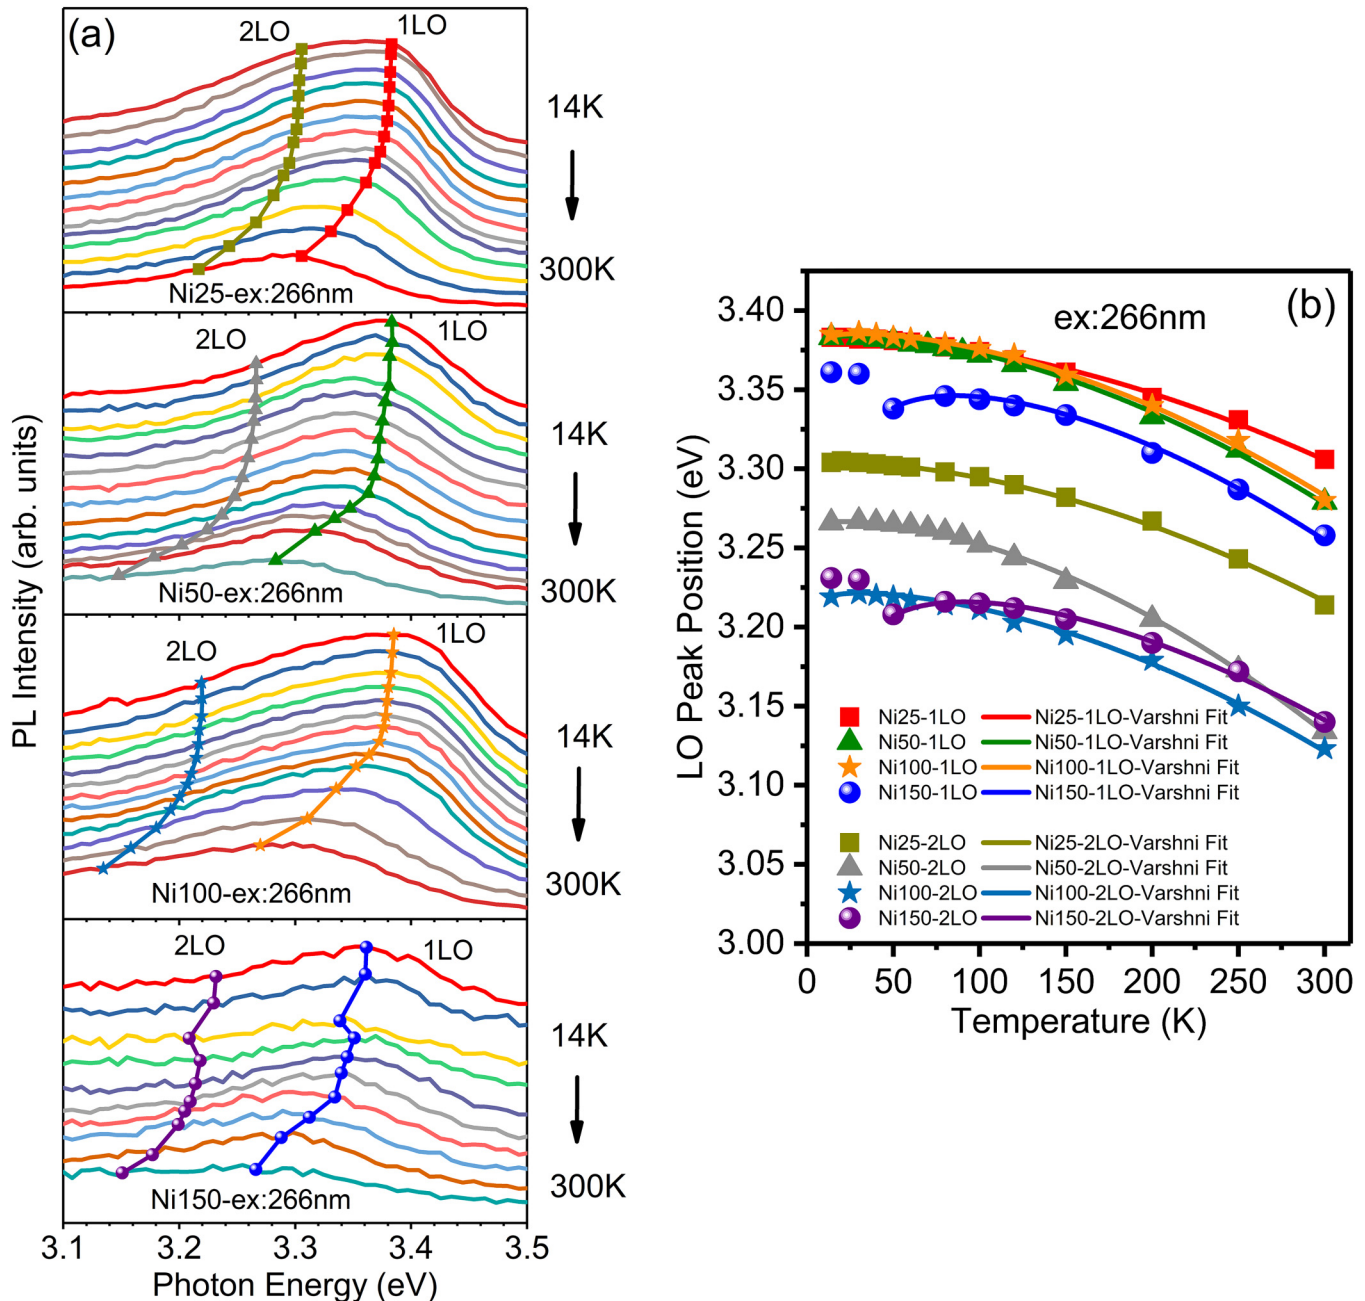 (a)
2LO
1LO
14K
300K
Ni25-ex:266nm
2LO
1LO
14K
300K
Ni50-ex:266nm
2LO
1LO
14K
300K
Ni100-ex:266nm
2LO
1LO
14K
300K
Ni150-ex:266nm
PL Intensity (arb. units)
3.1 3.2 3.3 3.4 3.5
Photon Energy (eV)
(b)
ex:266nm
LO Peak Position (eV)
3.40
3.35
3.30
3.25
3.20
3.15
3.10
3.05
3.00
Ni25-1LO Ni25-1LO-Varshni Fit
Ni50-1LO Ni50-1LO-Varshni Fit
Ni100-1LO Ni100-1LO-Varshni Fit
Ni150-1LO Ni150-1LO-Varshni Fit
Ni25-2LO Ni25-2LO-Varshni Fit
Ni50-2LO Ni50-2LO-Varshni Fit
Ni100-2LO Ni100-2LO-Varshni Fit
Ni150-2LO Ni150-2LO-Varshni Fit
0 50 100 150 200 250 300
Temperature (K)